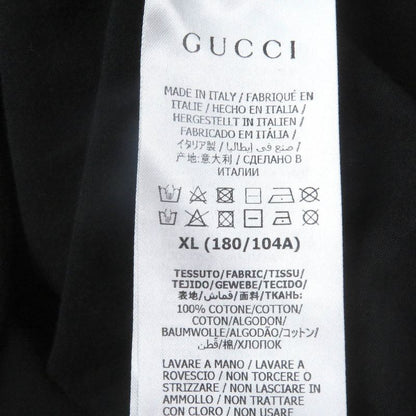 GUCCI
MADE IN ITALY / FABRIQUÉ EN
ITALIE / HECHO EN ITALIA /
HERGESTELLT IN ITALIEN /
FABRICADO EM ITÁLIA /
イタリア製 / صنع في إيطاليا /
产地:意大利 / СДЕЛАНО В
ИТАЛИИ
XL (180/104A)
TESSUTO/FABRIC/TISSU/
TEJIDO/GEWEBE/TECIDO/
表地/قماش/面料/ТКАНЬ:
100% COTONE/COTTON/
COTON/ALGODÓN/
BAUMWOLLE/ALGODÃO/コットン/
قطن/棉/ХЛОПОК
LAVARE A MANO / LAVARE A
ROVESCIO / NON TORCERE O
STRIZZARE / NON LASCIARE IN
AMMOLLO / NON TRATTARE
CON CLORO / NON USARE